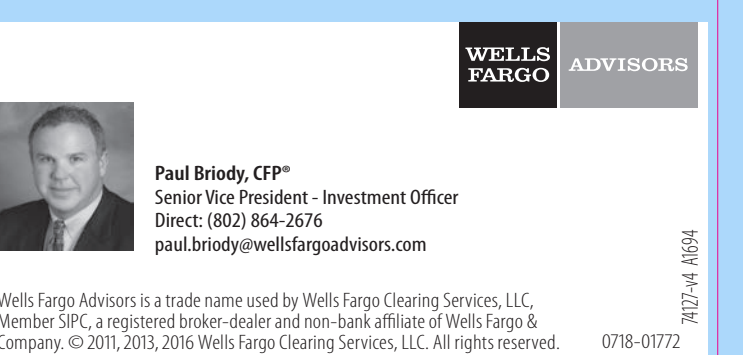 WELLS
FARGO
ADVISORS
Paul Briody, CFP®
Senior Vice President - Investment Officer
Direct: (802) 864-2676
paul.briody@wellsfargoadvisors.com
74127-v4 A1694
Wells Fargo Advisors is a trade name used by Wells Fargo Clearing Services, LLC,
Member SIPC, a registered broker-dealer and non-bank affiliate of Wells Fargo &
Company. © 2011, 2013, 2016 Wells Fargo Clearing Services, LLC. All rights reserved.
0718-01772